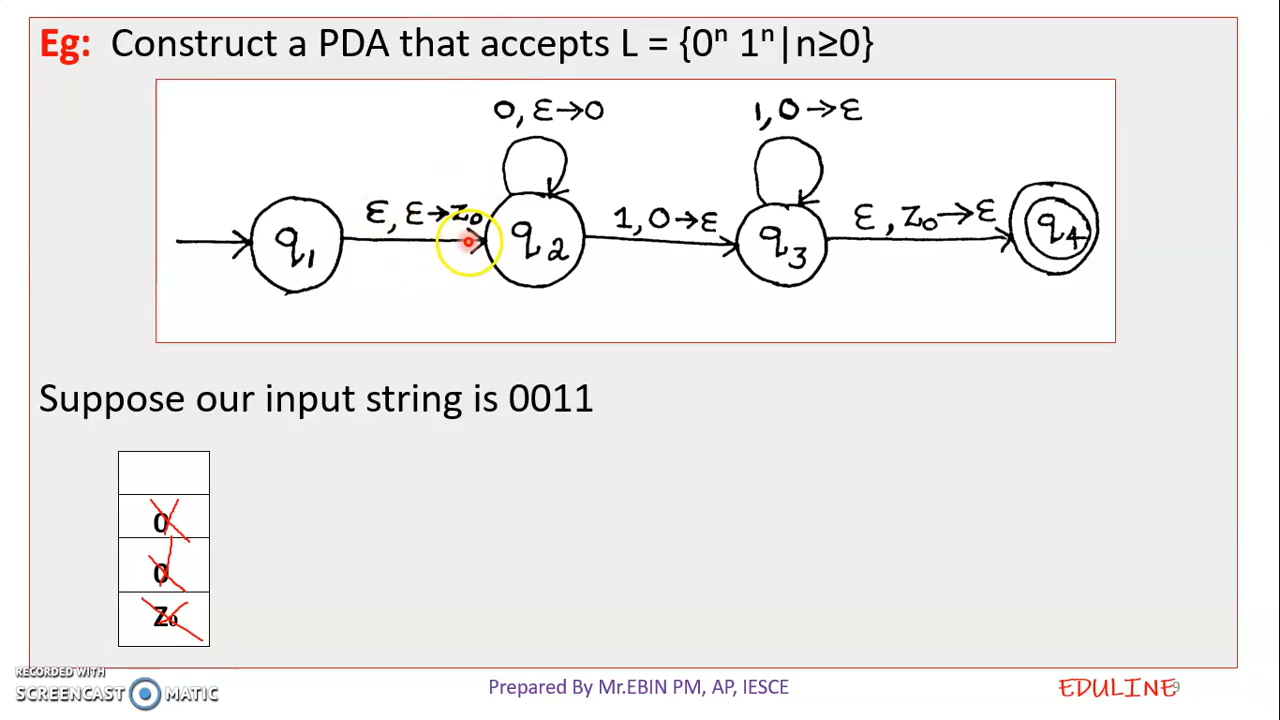 Eg: Construct a PDA that accepts L = {0ⁿ 1ⁿ|n≥0}
0, ε→0
1, 0→ε
ε, ε→z₀
1, 0→ε
ε, z₀→ε
q₁
q₂
q₃
q₄
Suppose our input string is 0011
0
0
Z₀
RECORDED WITH
SCREENCAST MATIC
Prepared By Mr.EBIN PM, AP, IESCE
EDULINE 9